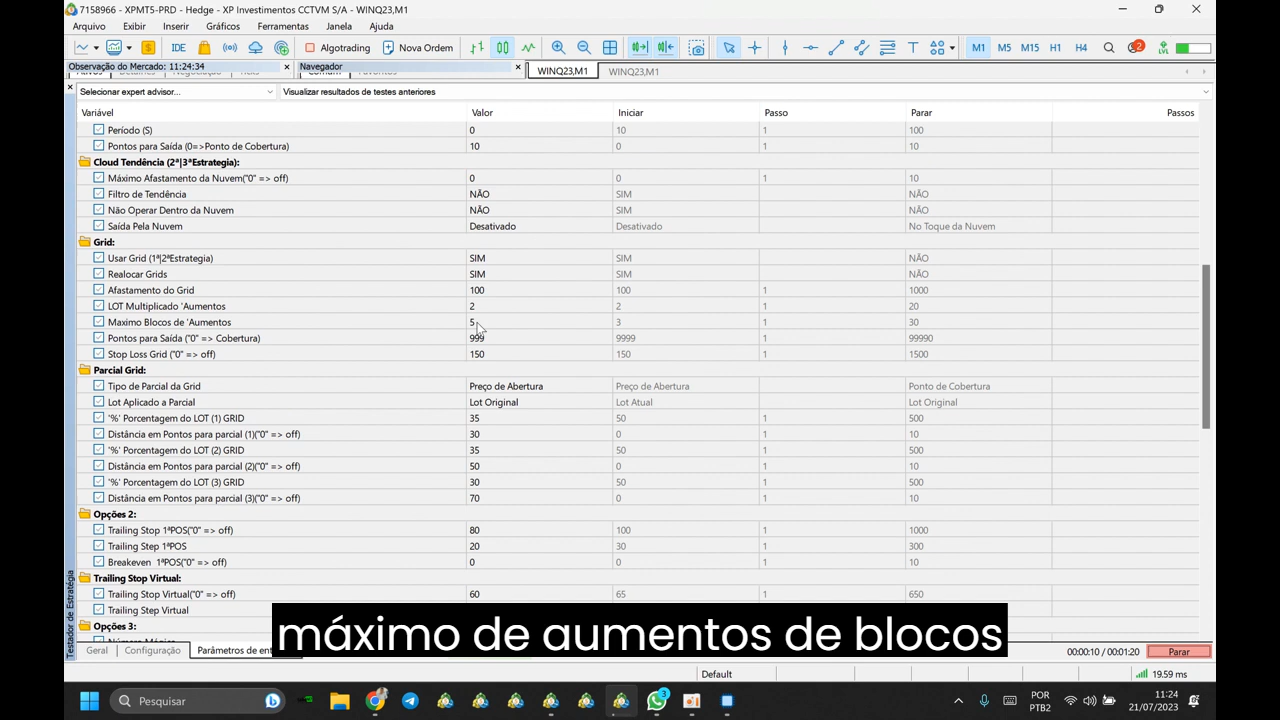 7158966 - XPMT5-PRD - Hedge - XP Investimentos CCTVM S/A - WINQ23,M1
Arquivo Exibir Inserir Gráficos Ferramentas Janela Ajuda
IDE Algotrading Nova Ordem M1 M5 M15 H1 H4 2
Observação do Mercado: 11:24:34 Navegador WINQ23,M1 WINQ23,M1
Selecionar expert advisor... Visualizar resultados de testes anteriores
Variável Valor Iniciar Passo Parar Passos
Período (S) 0 10 1 100
Pontos para Saída (0=>Ponto de Cobertura) 10 0 1 10
Cloud Tendência (2ª|3ªEstrategia):
Máximo Afastamento da Nuvem("0" => off) 0 0 1 10
Filtro de Tendência NÃO SIM NÃO
Não Operar Dentro da Nuvem NÃO SIM NÃO
Saída Pela Nuvem Desativado Desativado No Toque da Nuvem
Grid:
Usar Grid (1ª|2ªEstrategia) SIM SIM NÃO
Realocar Grids SIM SIM NÃO
Afastamento do Grid 100 100 1 1000
LOT Multiplicado 'Aumentos 2 2 1 20
Maximo Blocos de 'Aumentos 5 3 1 30
Pontos para Saída ("0" => Cobertura) 999 9999 1 99990
Stop Loss Grid ("0" => off) 150 150 1 1500
Parcial Grid:
Tipo de Parcial da Grid Preço de Abertura Preço de Abertura Ponto de Cobertura
Lot Aplicado a Parcial Lot Original Lot Atual Lot Original
'%' Porcentagem do LOT (1) GRID 35 50 1 500
Distância em Pontos para parcial (1)("0" => off) 30 0 1 10
'%' Porcentagem do LOT (2) GRID 35 50 1 500
Distância em Pontos para parcial (2)("0" => off) 50 0 1 10
'%' Porcentagem do LOT (3) GRID 30 50 1 500
Distância em Pontos para parcial (3)("0" => off) 70 0 1 10
Opções 2:
Trailing Stop 1ªPOS("0" => off) 80 100 1 1000
Trailing Step 1ªPOS 20 30 1 300
Breakeven 1ªPOS("0" => off) 0 0 1 10
Trailing Stop Virtual:
Trailing Stop Virtual("0" => off) 60 65 1 650
Trailing Step Virtual
Opções 3:
máximo de aumentos de blocos
Testador de Estratégia
Geral Configuração Parâmetros de en 00:00:10 / 00:01:20 Parar
Default 19.59 ms
Pesquisar 3 POR PTB2 11:24 21/07/2023